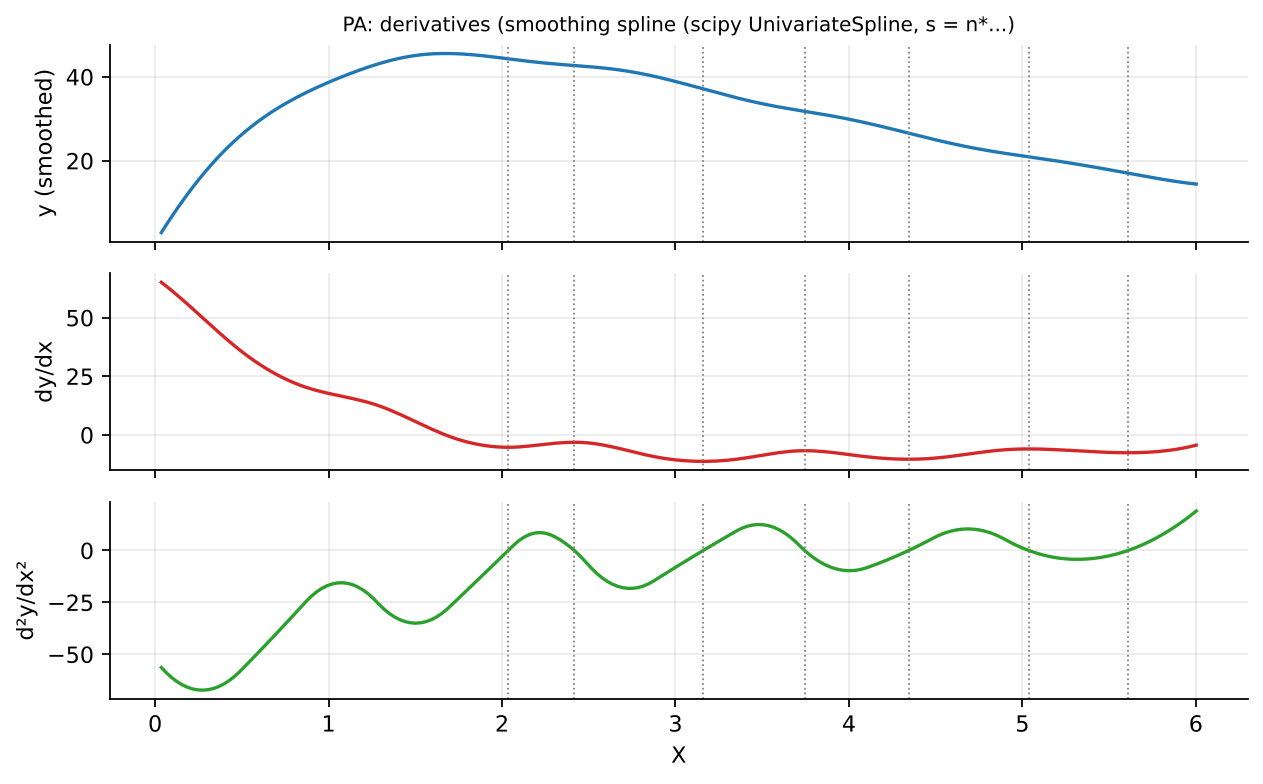 PA: derivatives (smoothing spline (scipy UnivariateSpline, s = n*...)
y (smoothed)
40
20
dy/dx
50
25
0
d²y/dx²
0
−25
−50
0 1 2 3 4 5 6
X